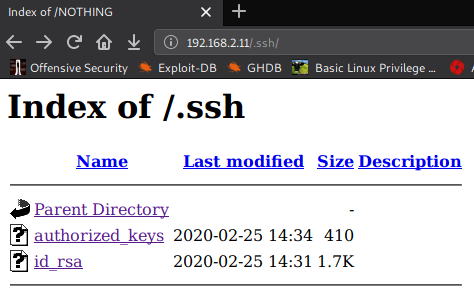 Index of /NOTHING
192.168.2.11/.ssh/
Offensive Security Exploit-DB GHDB Basic Linux Privilege ...
Index of /.ssh
Name Last modified Size Description
Parent Directory -
authorized_keys 2020-02-25 14:34 410
id_rsa 2020-02-25 14:31 1.7K